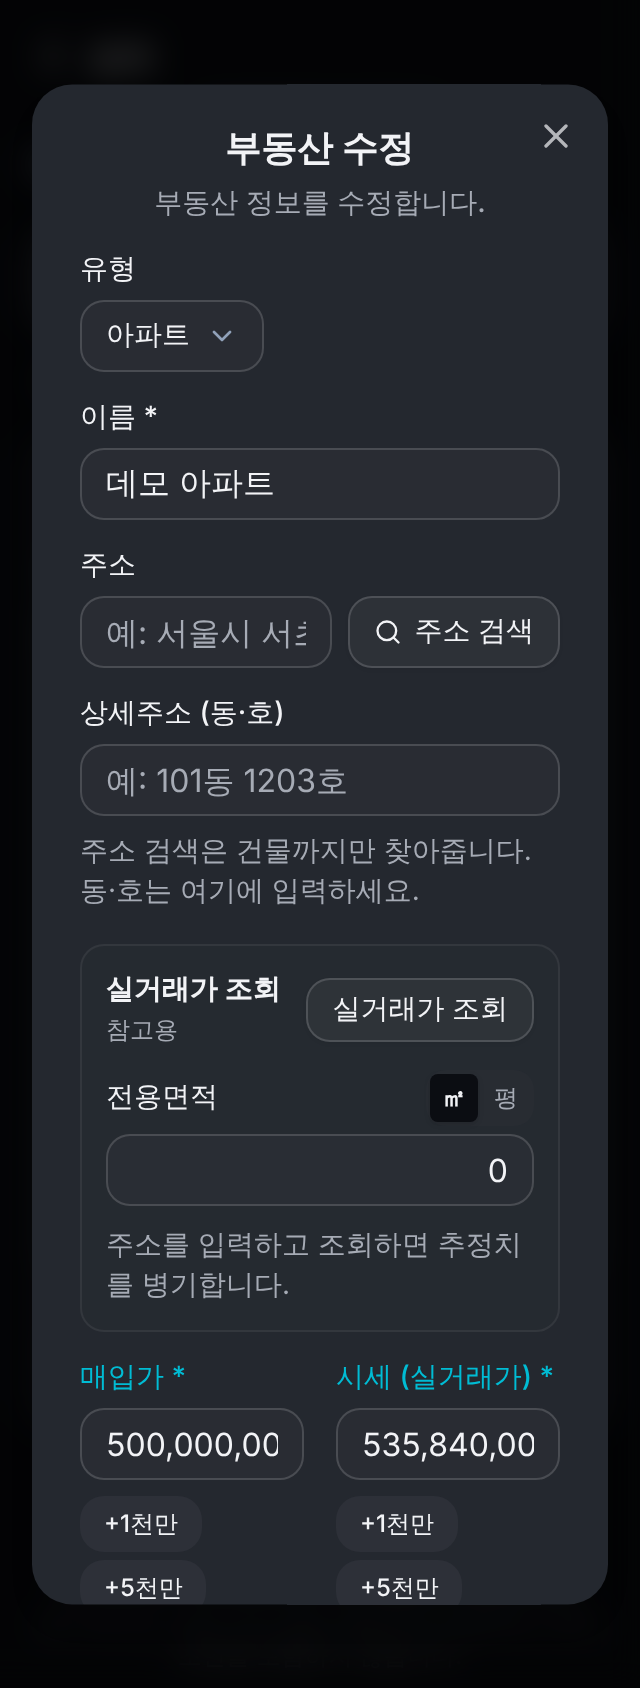 부동산 수정
부동산 정보를 수정합니다.
유형
아파트
이름 *
데모 아파트
주소
예: 서울시 서
주소 검색
상세주소 (동·호)
예: 101동 1203호
주소 검색은 건물까지만 찾아줍니다.
동·호는 여기에 입력하세요.
실거래가 조회
참고용
실거래가 조회
전용면적
㎡
평
0
주소를 입력하고 조회하면 추정치
를 병기합니다.
매입가 *
시세 (실거래가) *
500,000,00
535,840,00
+1천만
+1천만
+5천만
+5천만